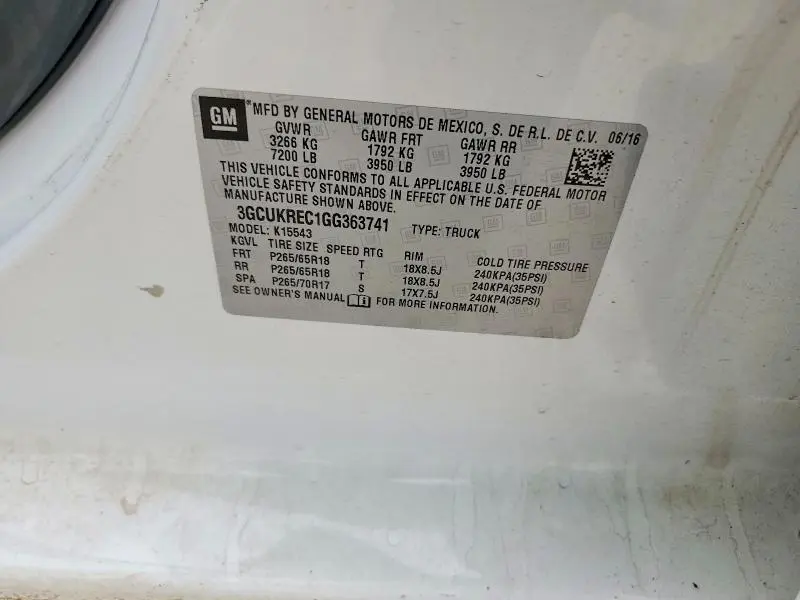 GM ®MFD BY GENERAL MOTORS DE MEXICO, S. DE R.L. DE C.V. 06/16
GVWR GAWR FRT GAWR RR
3266 KG 1792 KG 1792 KG
7200 LB 3950 LB 3950 LB
THIS VEHICLE CONFORMS TO ALL APPLICABLE U.S. FEDERAL MOTOR
VEHICLE SAFETY STANDARDS IN EFFECT ON THE DATE OF
MANUFACTURE SHOWN ABOVE.
3GCUKREC1GG363741 TYPE: TRUCK
MODEL: K15543
KGVL TIRE SIZE SPEED RTG RIM COLD TIRE PRESSURE
FRT P265/65R18 T 18X8.5J 240KPA(35PSI)
RR P265/65R18 T 18X8.5J 240KPA(35PSI)
SPA P265/70R17 S 17X7.5J 240KPA(35PSI)
SEE OWNER'S MANUAL FOR MORE INFORMATION.